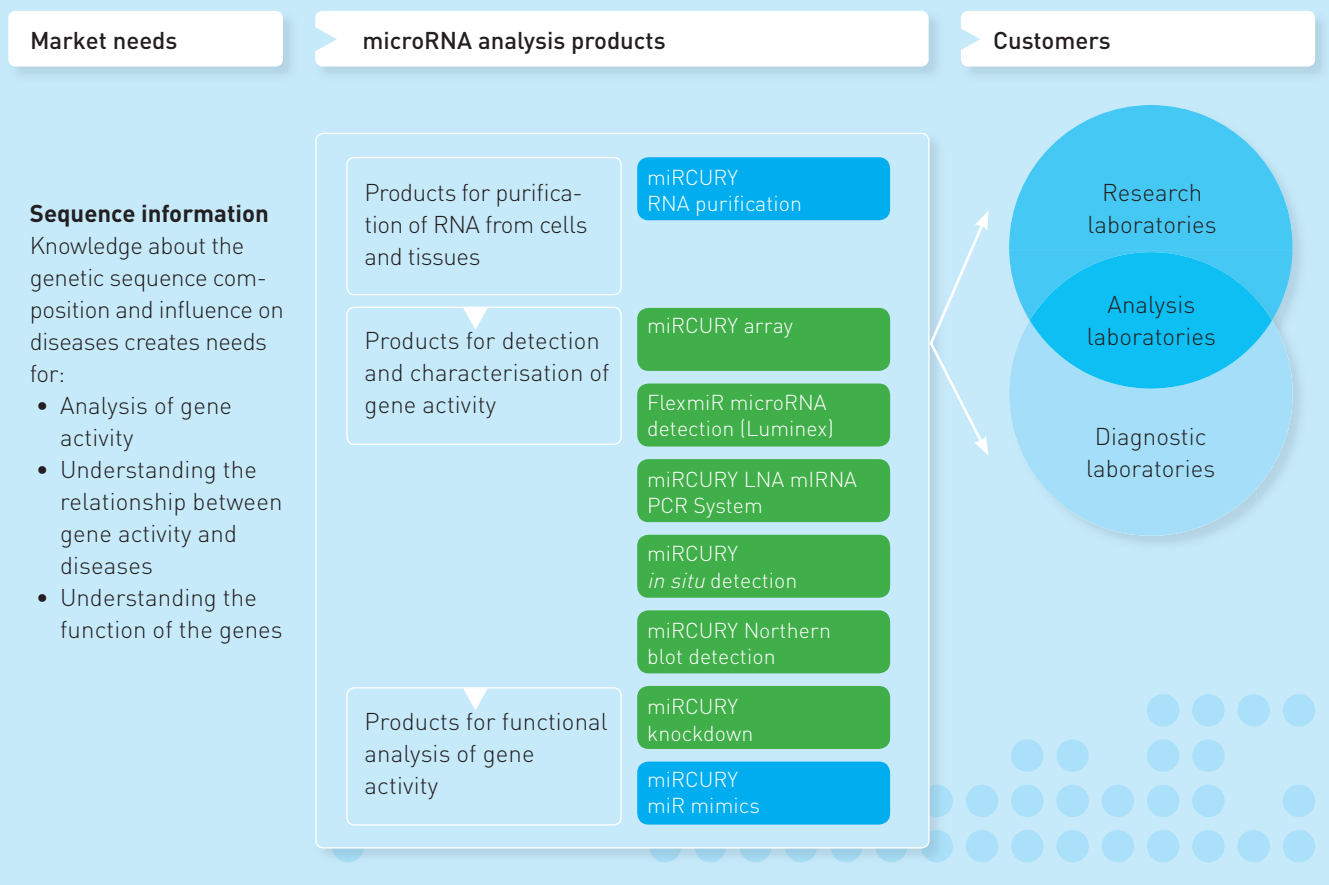 Market needs
microRNA analysis products
Customers
Sequence information
Knowledge about the
genetic sequence com-
position and influence on
diseases creates needs
for:
• Analysis of gene
activity
• Understanding the
relationship between
gene activity and
diseases
• Understanding the
function of the genes
Products for purifica-
tion of RNA from cells
and tissues
miRCURY
RNA purification
Products for detection
and characterisation of
gene activity
miRCURY array
FlexmiR microRNA
detection (Luminex)
miRCURY LNA mIRNA
PCR System
miRCURY
in situ detection
miRCURY Northern
blot detection
Products for functional
analysis of gene
activity
miRCURY
knockdown
miRCURY
miR mimics
Research
laboratories
Analysis
laboratories
Diagnostic
laboratories